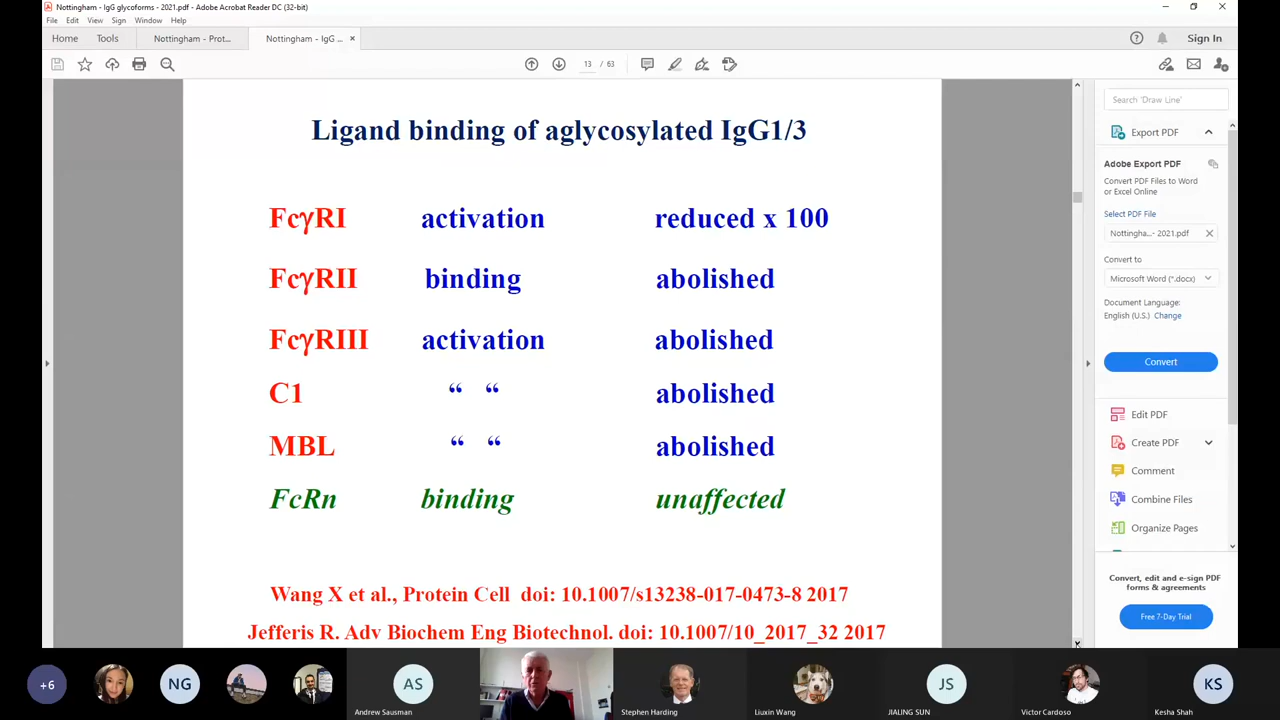 Nottingham - IgG glycoforms - 2021.pdf - Adobe Acrobat Reader DC (32-bit)
File Edit View Sign Window Help
Home Tools Nottingham - Prot... Nottingham - IgG ... × Sign In
13 / 63
Ligand binding of aglycosylated IgG1/3
FcγRI activation reduced x 100
FcγRII binding abolished
FcγRIII activation abolished
C1 “ “ abolished
MBL “ “ abolished
FcRn binding unaffected
Wang X et al., Protein Cell doi: 10.1007/s13238-017-0473-8 2017
Jefferis R. Adv Biochem Eng Biotechnol. doi: 10.1007/10_2017_32 2017
Search 'Draw Line'
Export PDF
Adobe Export PDF
Convert PDF Files to Word
or Excel Online
Select PDF File
Nottingha...- 2021.pdf ×
Convert to
Microsoft Word (*.docx)
Document Language:
English (U.S.) Change
Convert
Edit PDF
Create PDF
Comment
Combine Files
Organize Pages
Convert, edit and e-sign PDF
forms & agreements
Free 7-Day Trial
+6 NG AS JS KS
Andrew Sausman Stephen Harding Liuxin Wang JIALING SUN Victor Cardoso Kesha Shah